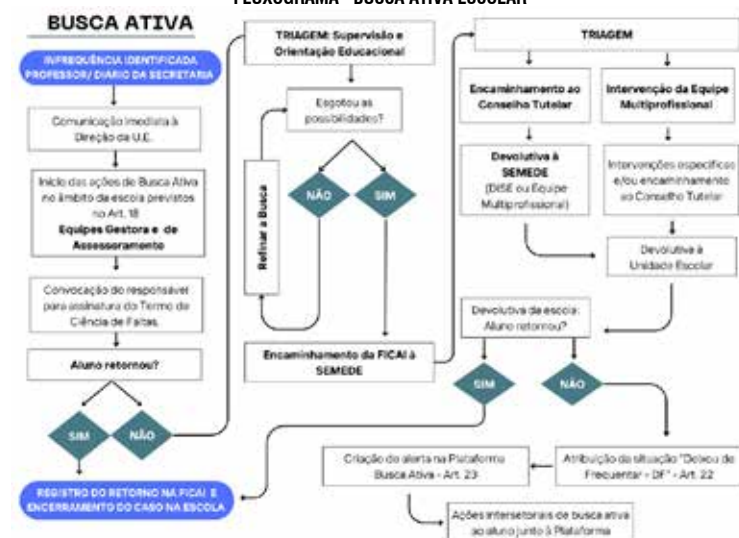 FLUXOGRAMA - BUSCA ATIVA ESCOLAR
BUSCA ATIVA
INFREQUÊNCIA IDENTIFICADA
PROFESSOR/ DIÁRIO DA SECRETARIA
Comunicação Imediata à
Direção da U.E.
Início das ações de Busca Ativa
no âmbito da escola previstos
no Art. 18
Equipes Gestora e de
Assessoramento
Convocação do responsável
para assinatura do Termo de
Ciência de Faltas.
Aluno retornou?
SIM
NÃO
REGISTRO DO RETORNO NA FICAI E
ENCERRAMENTO DO CASO NA ESCOLA
TRIAGEM: Supervisão e
Orientação Educacional
Esgotou as
possibilidades?
NÃO
SIM
Refinar a Busca
Encaminhamento da FICAI à
SEMEDE
TRIAGEM
Encaminhamento ao
Conselho Tutelar
Devolutiva à
SEMEDE
(DISE ou Equipe
Multiprofissional)
Intervenção da Equipe
Multiprofissional
Intervenções específicas
e/ou encaminhamento
ao Conselho Tutelar
Devolutiva à
Unidade Escolar
Devolutiva da escola:
Aluno retornou?
SIM
NÃO
Atribuição da situação "Deixou de
Frequentar - DF" - Art. 22
Criação do alerta na Plataforma
Busca Ativa - Art. 23
Ações intersetoriais de busca ativa
ao aluno junto à Plataforma